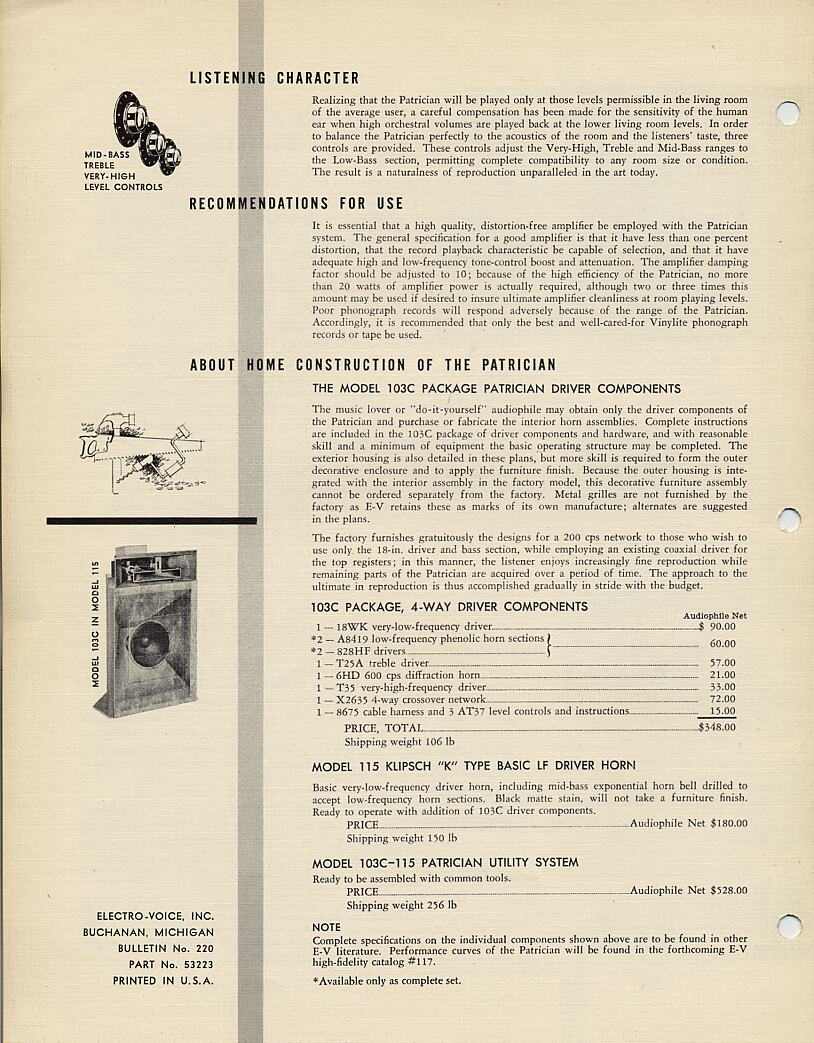 LISTENING CHARACTER
MID-BASS
TREBLE
VERY-HIGH
LEVEL CONTROLS
Realizing that the Patrician will be played only at those levels permissible in the living room
of the average user, a careful compensation has been made for the sensitivity of the human
ear when high orchestral volumes are played back at the lower living room levels. In order
to balance the Patrician perfectly to the acoustics of the room and the listeners' taste, three
controls are provided. These controls adjust the Very-High, Treble and Mid-Bass ranges to
the Low-Bass section, permitting complete compatibility to any room size or condition.
The result is a naturalness of reproduction unparalleled in the art today.
RECOMMENDATIONS FOR USE
It is essential that a high quality, distortion-free amplifier be employed with the Patrician
system. The general specification for a good amplifier is that it have less than one percent
distortion, that the record playback characteristic be capable of selection, and that it have
adequate high and low-frequency tone-control boost and attenuation. The amplifier damping
factor should be adjusted to 10; because of the high efficiency of the Patrician, no more
than 20 watts of amplifier power is actually required, although two or three times this
amount may be used if desired to insure ultimate amplifier cleanliness at room playing levels.
Poor phonograph records will respond adversely because of the range of the Patrician.
Accordingly, it is recommended that only the best and well-cared-for Vinylite phonograph
records or tape be used.
ABOUT HOME CONSTRUCTION OF THE PATRICIAN
THE MODEL 103C PACKAGE PATRICIAN DRIVER COMPONENTS
The music lover or "do-it-yourself" audiophile may obtain only the driver components of
the Patrician and purchase or fabricate the interior horn assemblies. Complete instructions
are included in the 103C package of driver components and hardware, and with reasonable
skill and a minimum of equipment the basic operating structure may be completed. The
exterior housing is also detailed in these plans, but more skill is required to form the outer
decorative enclosure and to apply the furniture finish. Because the outer housing is inte-
grated with the interior assembly in the factory model, this decorative furniture assembly
cannot be ordered separately from the factory. Metal grilles are not furnished by the
factory as E-V retains these as marks of its own manufacture; alternates are suggested
in the plans.
The factory furnishes gratuitously the designs for a 200 cps network to those who wish to
use only the 18-in. driver and bass section, while employing an existing coaxial driver for
the top registers; in this manner, the listener enjoys increasingly fine reproduction while
remaining parts of the Patrician are acquired over a period of time. The approach to the
ultimate in reproduction is thus accomplished gradually in stride with the budget.
MODEL 103C IN MODEL 115
103C PACKAGE, 4-WAY DRIVER COMPONENTS
Audiophile Net
1 — 18WK very-low-frequency driver $ 90.00
*2 — A8419 low-frequency phenolic horn sections
*2 — 828HF drivers 60.00
1 — T25A treble driver 57.00
1 — 6HD 600 cps diffraction horn 21.00
1 — T35 very-high-frequency driver 33.00
1 — X2635 4-way crossover network 72.00
1 — 8675 cable harness and 3 AT37 level controls and instructions 15.00
PRICE, TOTAL $348.00
Shipping weight 106 lb
MODEL 115 KLIPSCH "K" TYPE BASIC LF DRIVER HORN
Basic very-low-frequency driver horn, including mid-bass exponential horn bell drilled to
accept low-frequency horn sections. Black matte stain, will not take a furniture finish.
Ready to operate with addition of 103C driver components.
PRICE Audiophile Net $180.00
Shipping weight 150 lb
MODEL 103C-115 PATRICIAN UTILITY SYSTEM
Ready to be assembled with common tools.
PRICE Audiophile Net $528.00
Shipping weight 256 lb
NOTE
Complete specifications on the individual components shown above are to be found in other
E-V literature. Performance curves of the Patrician will be found in the forthcoming E-V
high-fidelity catalog #117.
*Available only as complete set.
ELECTRO-VOICE, INC.
BUCHANAN, MICHIGAN
BULLETIN No. 220
PART No. 53223
PRINTED IN U.S.A.